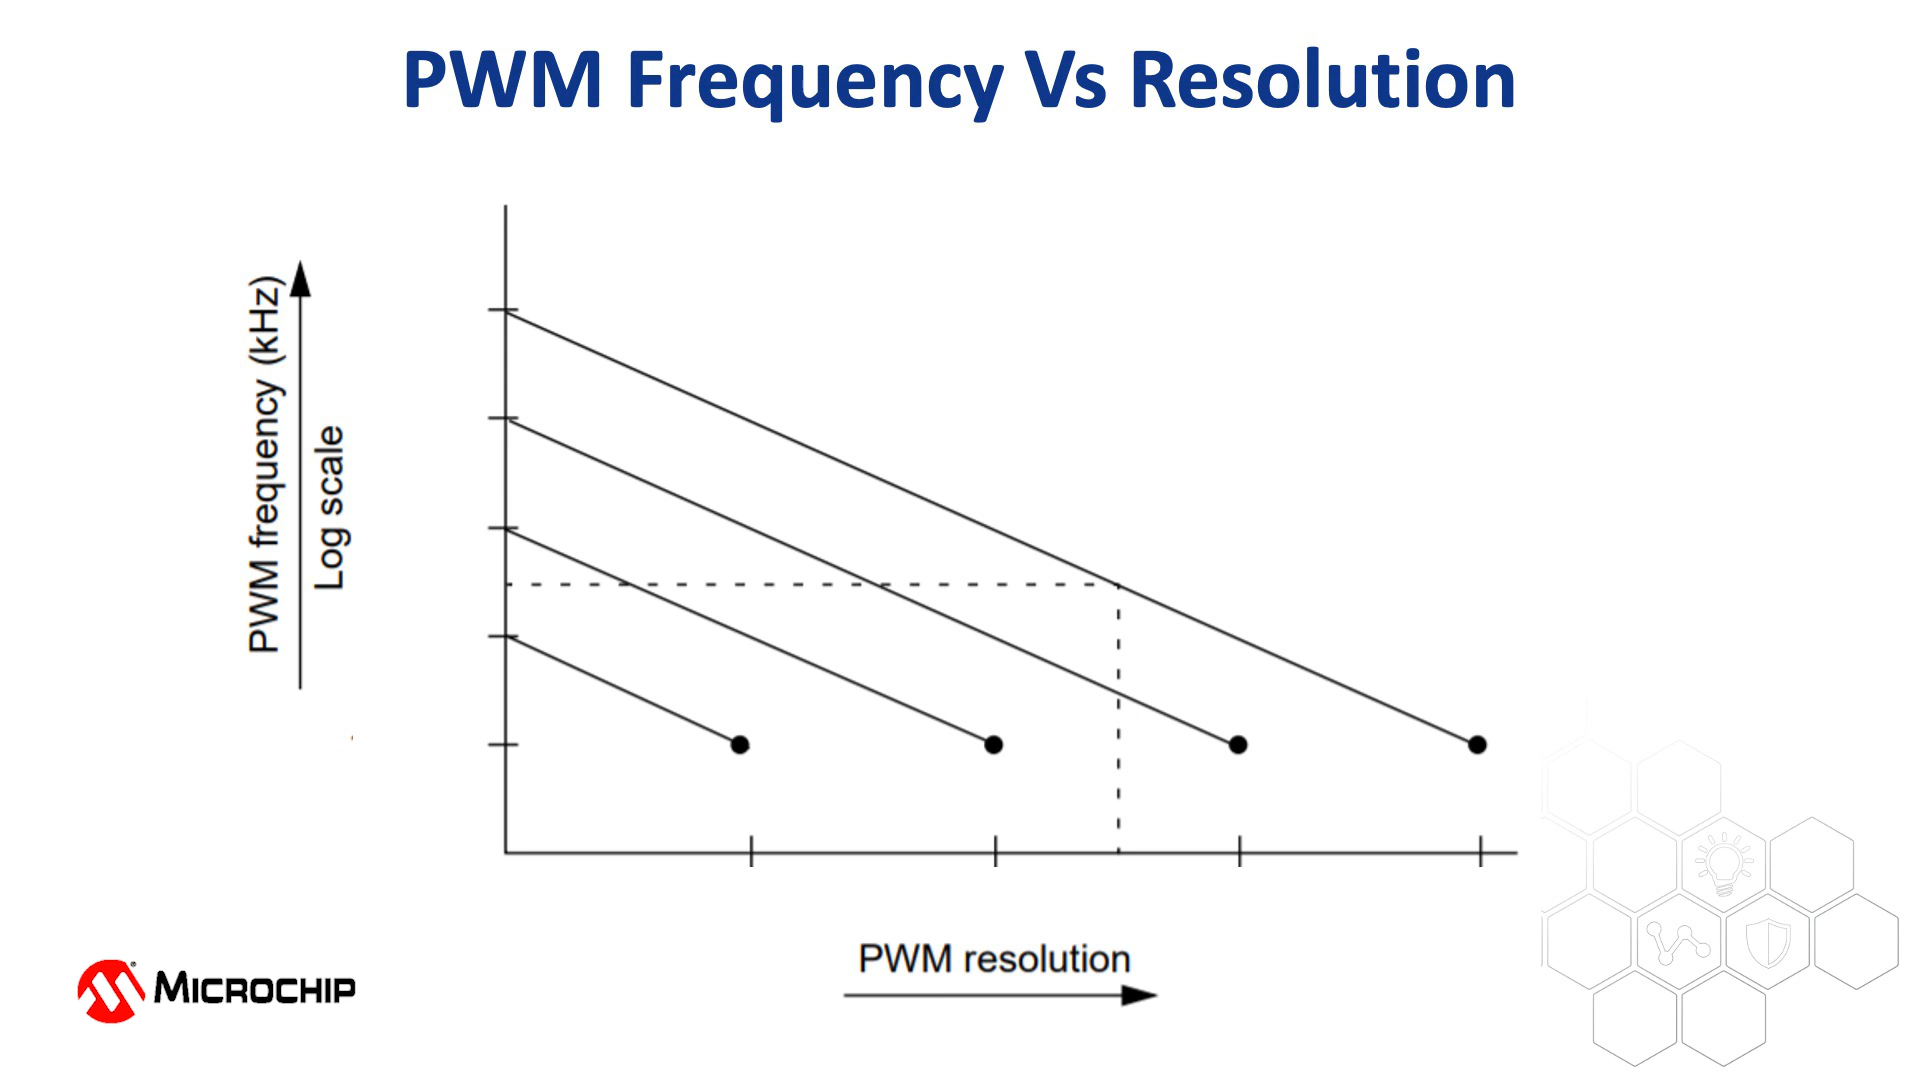 PWM Frequency Vs Resolution
PWM frequency (kHz)
Log scale
PWM resolution
MICROCHIP